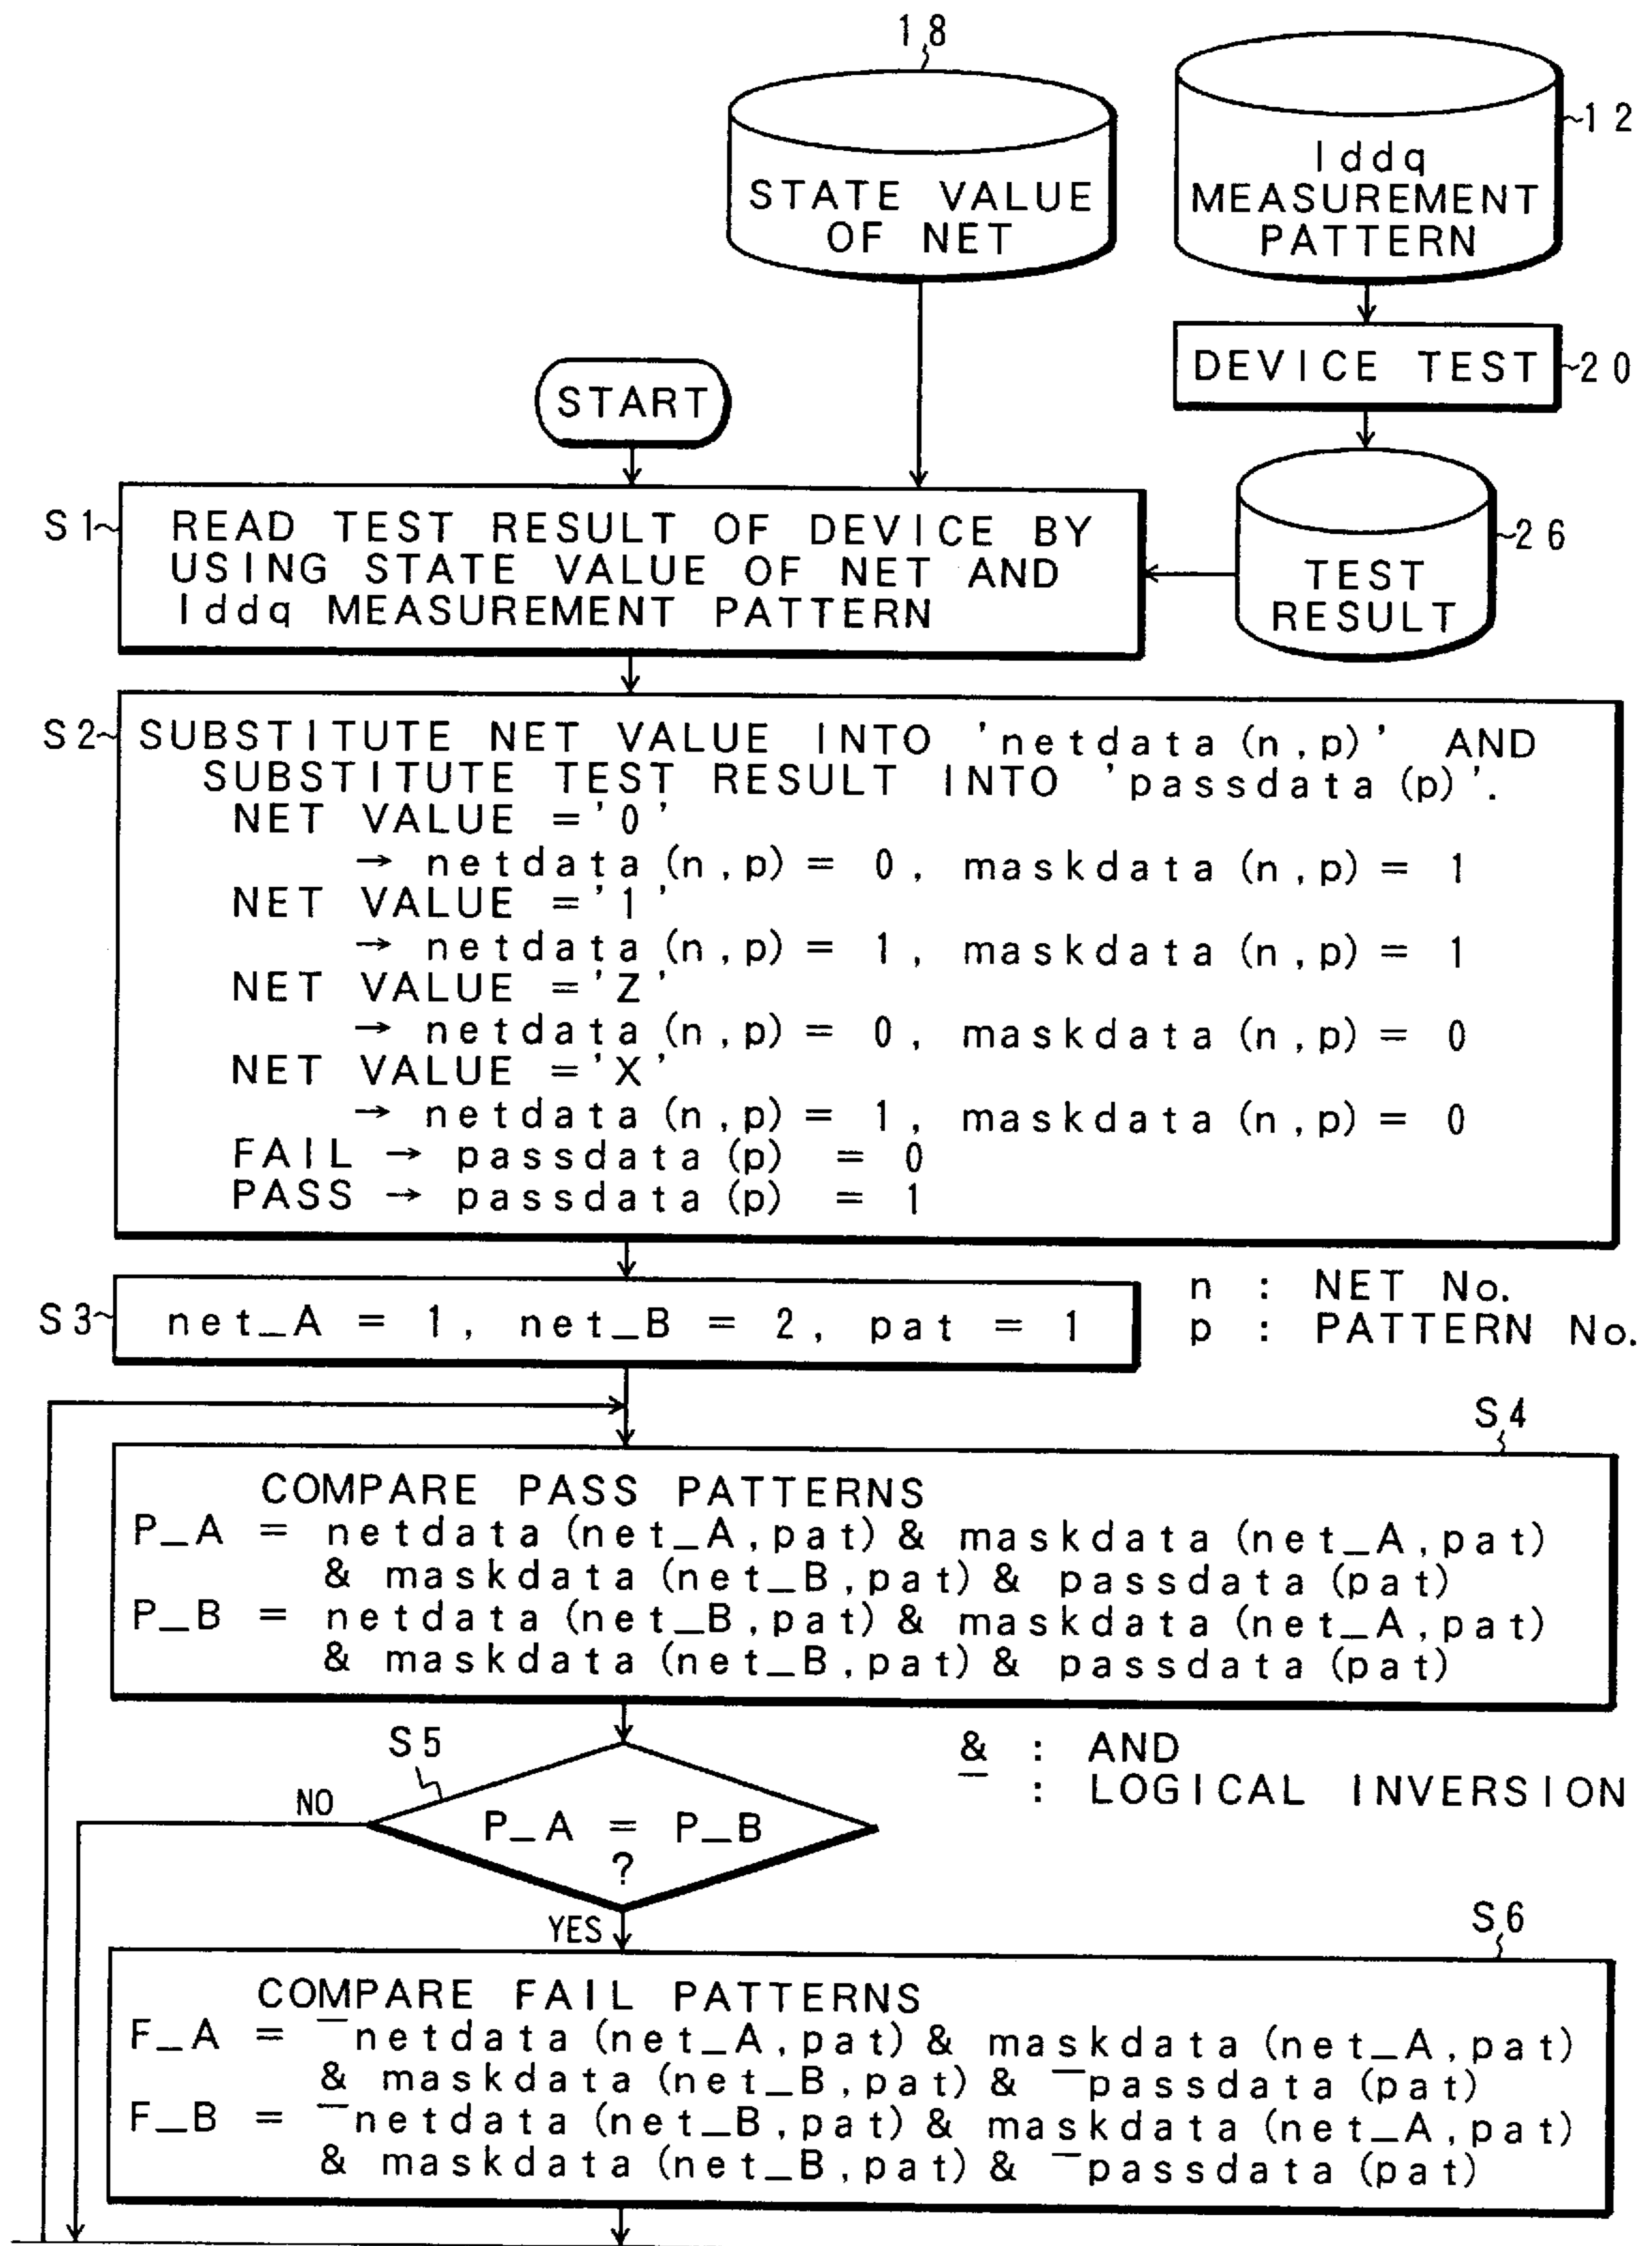 18
12
STATE VALUE
OF NET
Iddq
MEASUREMENT
PATTERN
DEVICE TEST
20
START
S1
READ TEST RESULT OF DEVICE BY
USING STATE VALUE OF NET AND
Iddq MEASUREMENT PATTERN
26
TEST
RESULT
S2
SUBSTITUTE NET VALUE INTO 'netdata(n,p)' AND
SUBSTITUTE TEST RESULT INTO 'passdata(p)'.
NET VALUE ='0'
→ netdata(n,p) = 0, maskdata(n,p) = 1
NET VALUE ='1'
→ netdata(n,p) = 1, maskdata(n,p) = 1
NET VALUE ='Z'
→ netdata(n,p) = 0, maskdata(n,p) = 0
NET VALUE ='X'
→ netdata(n,p) = 1, maskdata(n,p) = 0
FAIL → passdata(p) = 0
PASS → passdata(p) = 1
S3
net_A = 1, net_B = 2, pat = 1
n : NET No.
p : PATTERN No.
S4
COMPARE PASS PATTERNS
P_A = netdata(net_A,pat) & maskdata(net_A,pat)
& maskdata(net_B,pat) & passdata(pat)
P_B = netdata(net_B,pat) & maskdata(net_A,pat)
& maskdata(net_B,pat) & passdata(pat)
S5
& : AND
‾ : LOGICAL INVERSION
NO
P_A = P_B
?
YES
S6
COMPARE FAIL PATTERNS
F_A = ‾netdata(net_A,pat) & maskdata(net_A,pat)
& maskdata(net_B,pat) & ‾passdata(pat)
F_B = ‾netdata(net_B,pat) & maskdata(net_A,pat)
& maskdata(net_B,pat) & ‾passdata(pat)